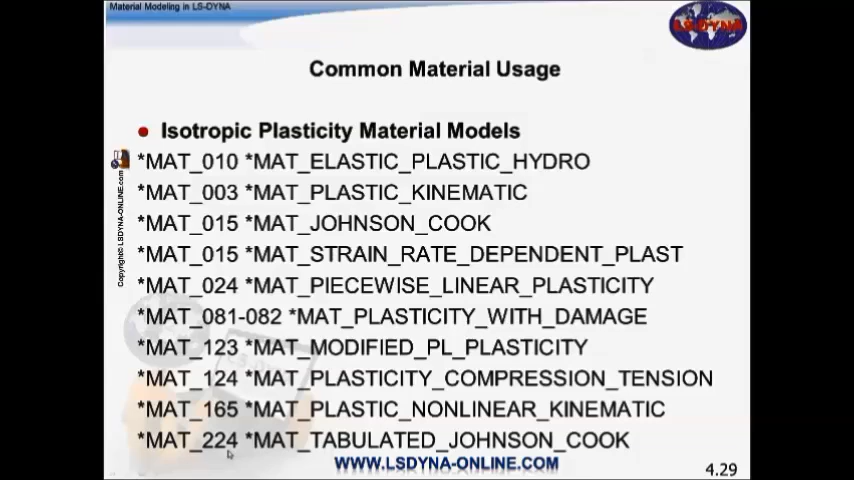 Material Modeling in LS-DYNA
LS-DYNA
Common Material Usage
Isotropic Plasticity Material Models
*MAT_010 *MAT_ELASTIC_PLASTIC_HYDRO
*MAT_003 *MAT_PLASTIC_KINEMATIC
*MAT_015 *MAT_JOHNSON_COOK
*MAT_015 *MAT_STRAIN_RATE_DEPENDENT_PLAST
*MAT_024 *MAT_PIECEWISE_LINEAR_PLASTICITY
*MAT_081-082 *MAT_PLASTICITY_WITH_DAMAGE
*MAT_123 *MAT_MODIFIED_PL_PLASTICITY
*MAT_124 *MAT_PLASTICITY_COMPRESSION_TENSION
*MAT_165 *MAT_PLASTIC_NONLINEAR_KINEMATIC
*MAT_224 *MAT_TABULATED_JOHNSON_COOK
Copyright© LSDYNA-ONLINE.com
WWW.LSDYNA-ONLINE.COM
4.29